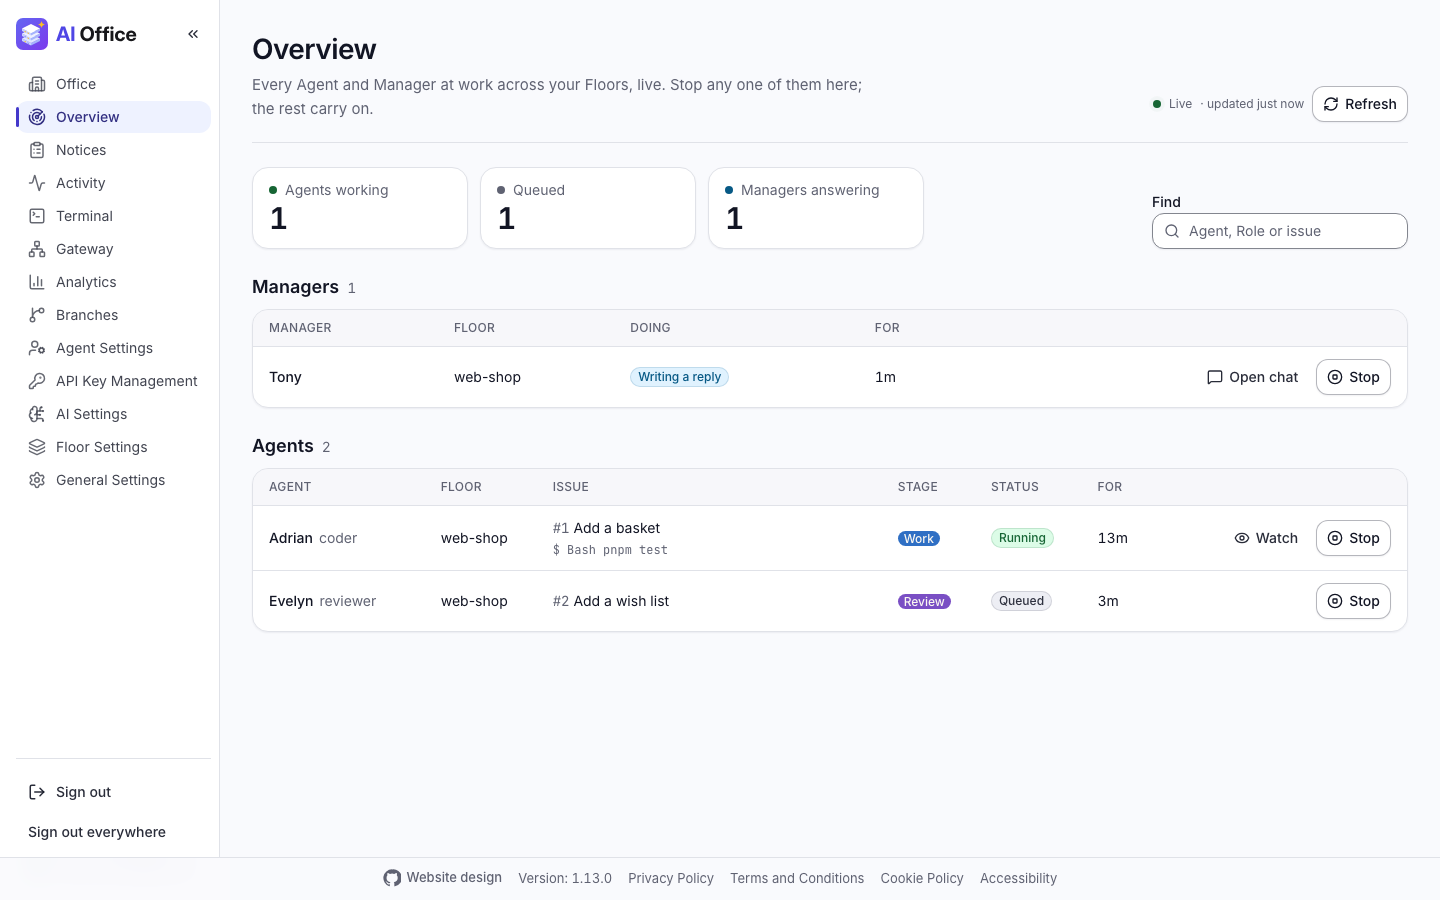 AI Office
Office
Overview
Notices
Activity
Terminal
Gateway
Analytics
Branches
Agent Settings
API Key Management
AI Settings
Floor Settings
General Settings
Sign out
Sign out everywhere
Overview
Every Agent and Manager at work across your Floors, live. Stop any one of them here;
the rest carry on.
Live · updated just now
Refresh
Agents working
1
Queued
1
Managers answering
1
Find
Agent, Role or issue
Managers 1
MANAGER FLOOR DOING FOR
Tony web-shop Writing a reply 1m Open chat Stop
Agents 2
AGENT FLOOR ISSUE STAGE STATUS FOR
Adrian coder web-shop #1 Add a basket Work Running 13m Watch Stop
$ Bash pnpm test
Evelyn reviewer web-shop #2 Add a wish list Review Queued 3m Stop
Website design Version: 1.13.0 Privacy Policy Terms and Conditions Cookie Policy Accessibility